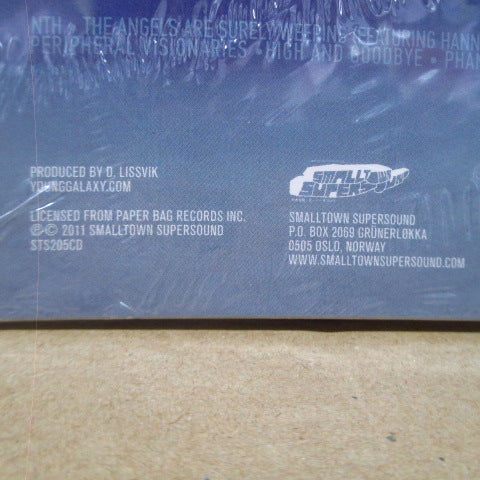 NTH • THE ANGELS ARE SURELY WEEPING (FEATURING HANN
PERIPHERAL VISIONARIES • HIGH AND GOODBYE • PHAN
PRODUCED BY D. LISSVIK
YOUNGGALAXY.COM
LICENSED FROM PAPER BAG RECORDS INC.
℗ © 2011 SMALLTOWN SUPERSOUND
STS205CD
SMALLTOWN
SUPERSOUND
SMALLTOWN SUPERSOUND
P.O. BOX 2069 GRÜNERLØKKA
0505 OSLO, NORWAY
WWW.SMALLTOWNSUPERSOUND.COM